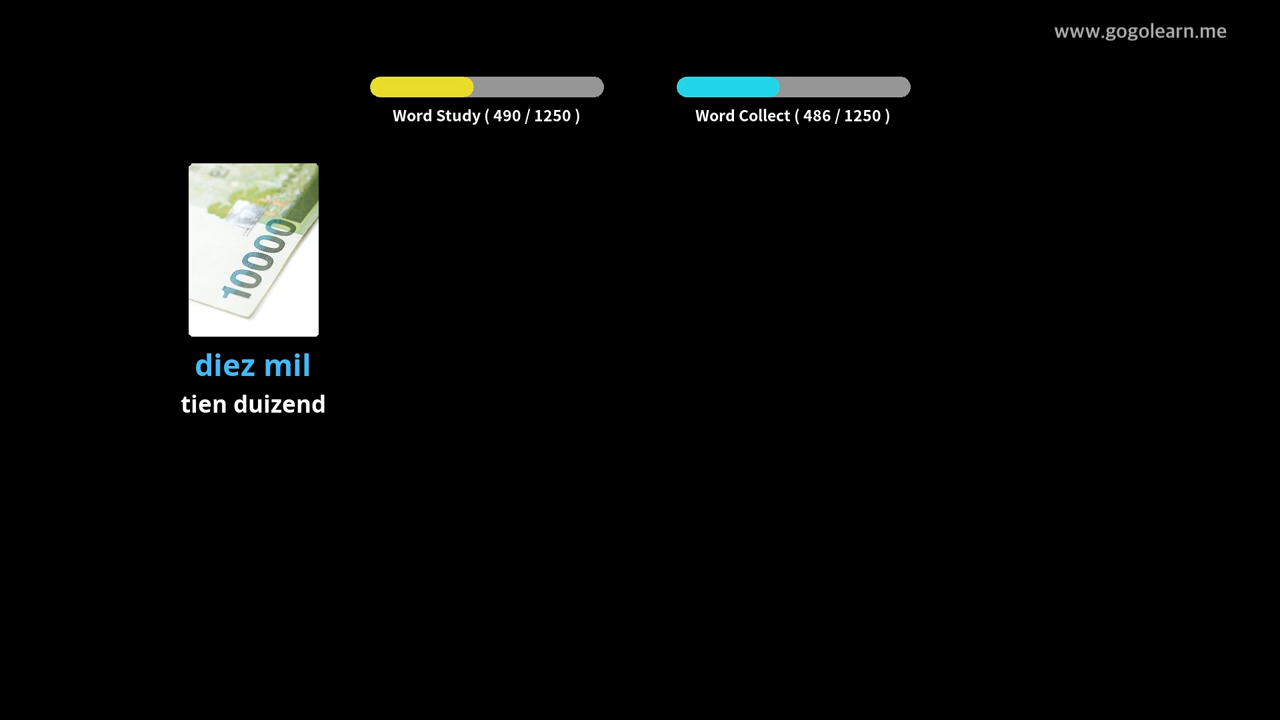 www.gogolearn.me
Word Study ( 490 / 1250 )
Word Collect ( 486 / 1250 )
10000
diez mil
tien duizend